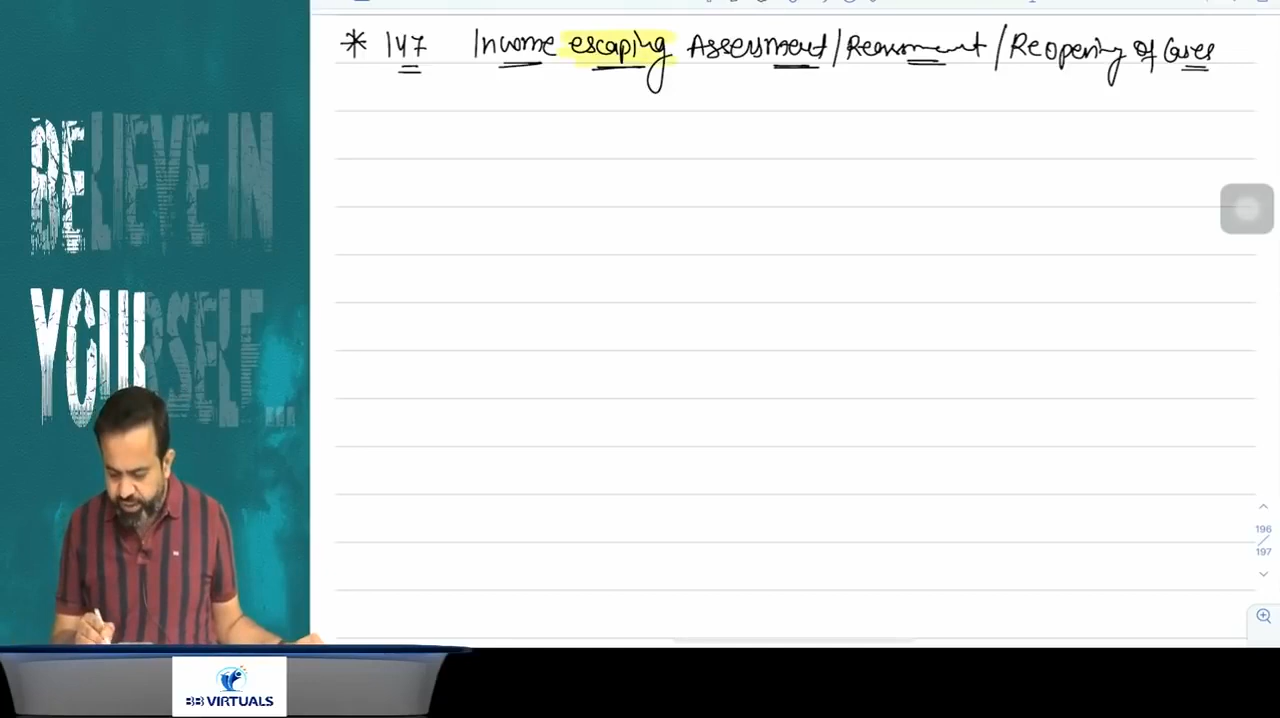 * 147 Income escaping Assessment / Reassessment / Reopening of Cases
BELIEVE IN
YOURSELF...
196
/
197
BB VIRTUALS